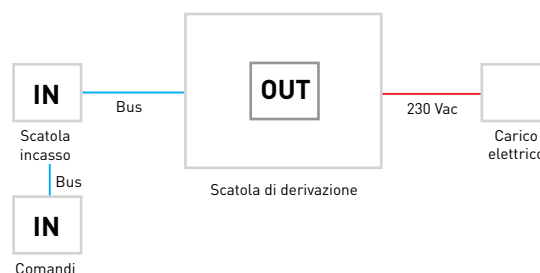 IN
Bus
OUT
230 Vac
Scatola
incasso
Carico
elettrico
Bus
Scatola di derivazione
IN
Comandi